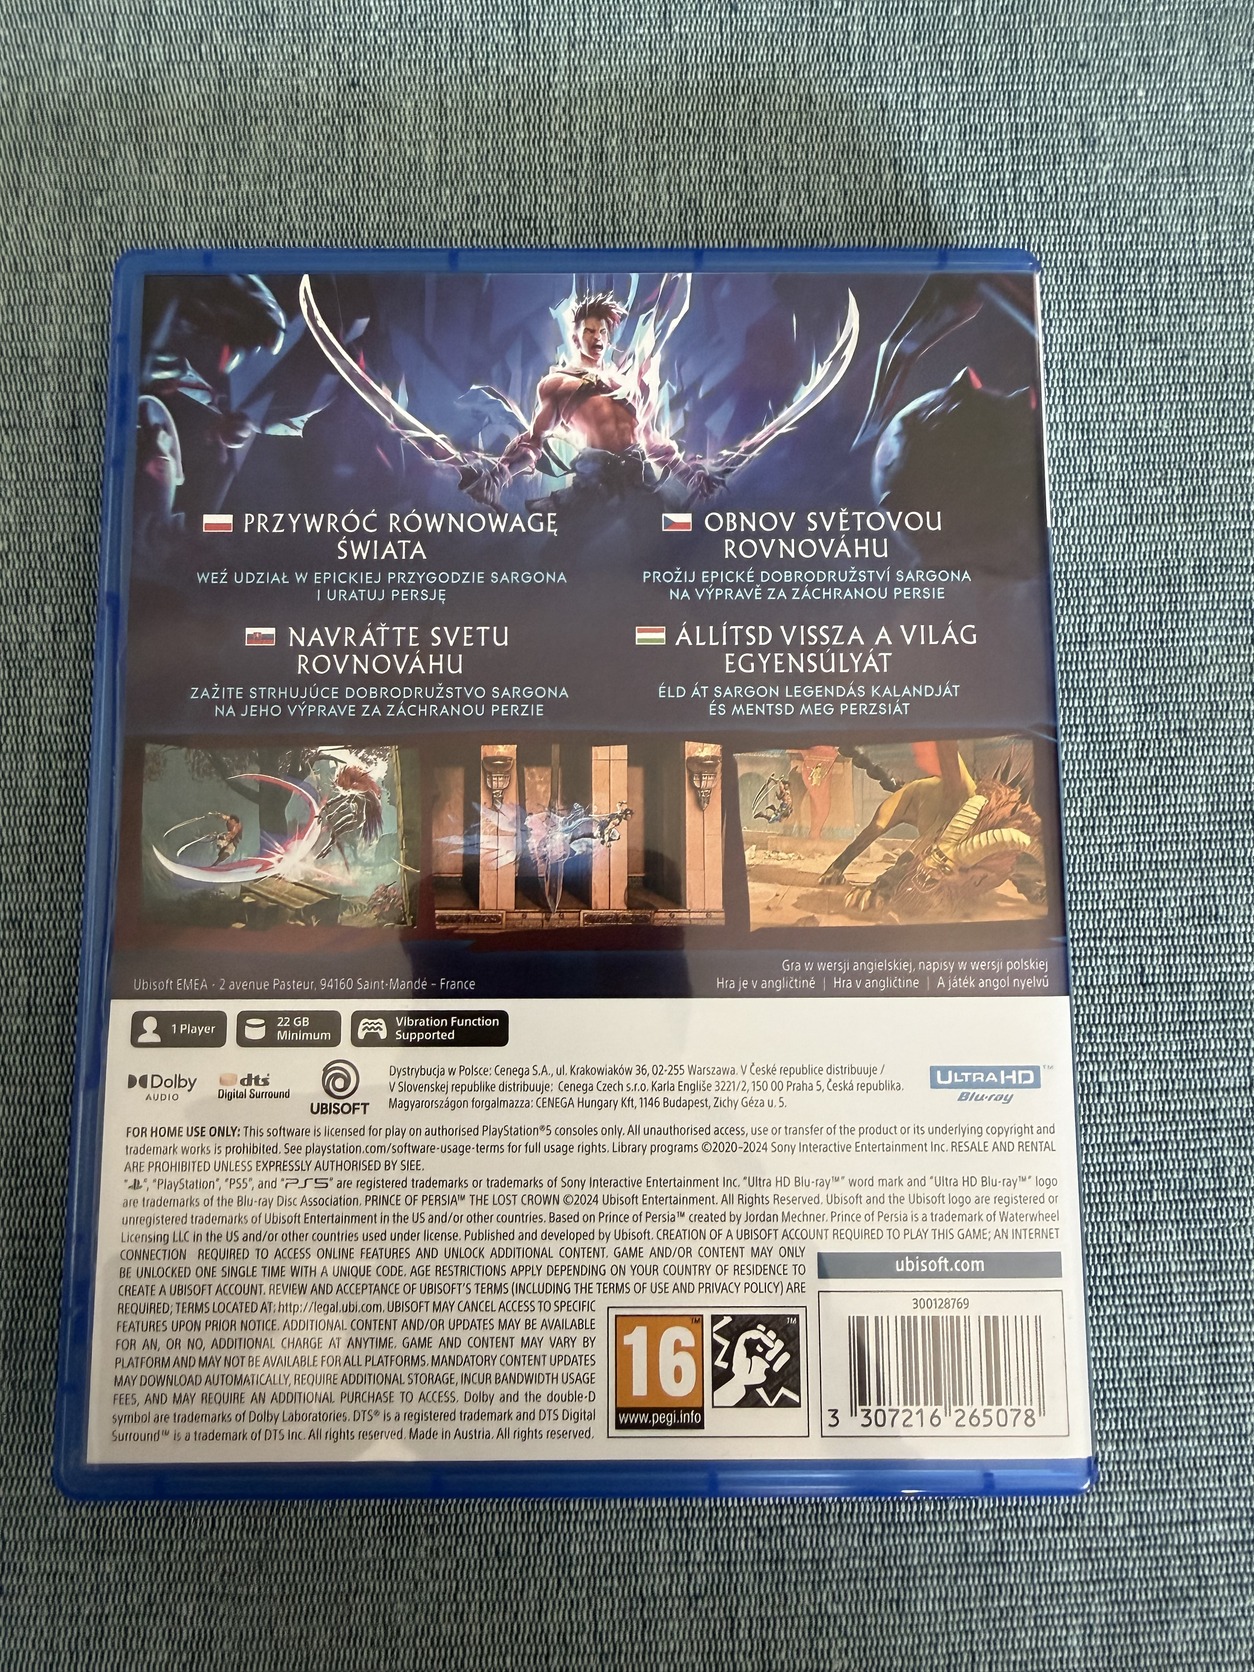 PRZYWRÓĆ RÓWNOWAGĘ
ŚWIATA
WEŹ UDZIAŁ W EPICKIEJ PRZYGODZIE SARGONA
I URATUJ PERSJĘ
OBNOV SVĚTOVOU
ROVNOVÁHU
PROŽIJ EPICKÉ DOBRODRUŽSTVÍ SARGONA
NA VÝPRAVĚ ZA ZÁCHRANOU PERSIE
NAVRÁŤTE SVETU
ROVNOVÁHU
ZAŽITE STRHUJÚCE DOBRODRUŽSTVO SARGONA
NA JEHO VÝPRAVE ZA ZÁCHRANOU PERZIE
ÁLLÍTSD VISSZA A VILÁG
EGYENSÚLYÁT
ÉLD ÁT SARGON LEGENDÁS KALANDJÁT
ÉS MENTSD MEG PERZSIÁT
Gra w wersji angielskiej, napisy w wersji polskiej
Ubisoft EMEA - 2 avenue Pasteur, 94160 Saint-Mandé – France
Hra je v angličtině | Hra v angličtine | A játék angol nyelvű
1 Player
22 GB
Minimum
Vibration Function
Supported
Dolby
AUDIO
dts
Digital Surround
UBISOFT
Dystrybucja w Polsce: Cenega S.A., ul. Krakowiaków 36, 02-255 Warszawa. V České republice distribuuje /
V Slovenskej republike distribuuje: Cenega Czech s.r.o. Karla Engliše 3221/2, 150 00 Praha 5, Česká republika.
Magyarországon forgalmazza: CENEGA Hungary Kft, 1146 Budapest, Zichy Géza u. 5.
ULTRA HD™
Blu-ray
FOR HOME USE ONLY: This software is licensed for play on authorised PlayStation®5 consoles only. All unauthorised access, use or transfer of the product or its underlying copyright and
trademark works is prohibited. See playstation.com/software-usage-terms for full usage rights. Library programs ©2020–2024 Sony Interactive Entertainment Inc. RESALE AND RENTAL
ARE PROHIBITED UNLESS EXPRESSLY AUTHORISED BY SIEE.
"PS", "PlayStation", "PS5", and "PS5" are registered trademarks or trademarks of Sony Interactive Entertainment Inc. "Ultra HD Blu-ray™" word mark and "Ultra HD Blu-ray™" logo
are trademarks of the Blu-ray Disc Association. PRINCE OF PERSIA™ THE LOST CROWN ©2024 Ubisoft Entertainment. All Rights Reserved. Ubisoft and the Ubisoft logo are registered or
unregistered trademarks of Ubisoft Entertainment in the US and/or other countries. Based on Prince of Persia™ created by Jordan Mechner. Prince of Persia is a trademark of Waterwheel
Licensing LLC in the US and/or other countries used under license. Published and developed by Ubisoft. CREATION OF A UBISOFT ACCOUNT REQUIRED TO PLAY THIS GAME; AN INTERNET
CONNECTION REQUIRED TO ACCESS ONLINE FEATURES AND UNLOCK ADDITIONAL CONTENT. GAME AND/OR CONTENT MAY ONLY
BE UNLOCKED ONE SINGLE TIME WITH A UNIQUE CODE. AGE RESTRICTIONS APPLY DEPENDING ON YOUR COUNTRY OF RESIDENCE TO
CREATE A UBISOFT ACCOUNT. REVIEW AND ACCEPTANCE OF UBISOFT'S TERMS (INCLUDING THE TERMS OF USE AND PRIVACY POLICY) ARE
REQUIRED; TERMS LOCATED AT: http://legal.ubi.com. UBISOFT MAY CANCEL ACCESS TO SPECIFIC
FEATURES UPON PRIOR NOTICE. ADDITIONAL CONTENT AND/OR UPDATES MAY BE AVAILABLE
FOR AN, OR NO, ADDITIONAL CHARGE AT ANYTIME. GAME AND CONTENT MAY VARY BY
PLATFORM AND MAY NOT BE AVAILABLE FOR ALL PLATFORMS. MANDATORY CONTENT UPDATES
MAY DOWNLOAD AUTOMATICALLY, REQUIRE ADDITIONAL STORAGE, INCUR BANDWIDTH USAGE
FEES, AND MAY REQUIRE AN ADDITIONAL PURCHASE TO ACCESS. Dolby and the double-D
symbol are trademarks of Dolby Laboratories. DTS® is a registered trademark and DTS Digital
Surround™ is a trademark of DTS Inc. All rights reserved. Made in Austria. All rights reserved.
ubisoft.com
16™
www.pegi.info
™
300128769
3 307216 265078